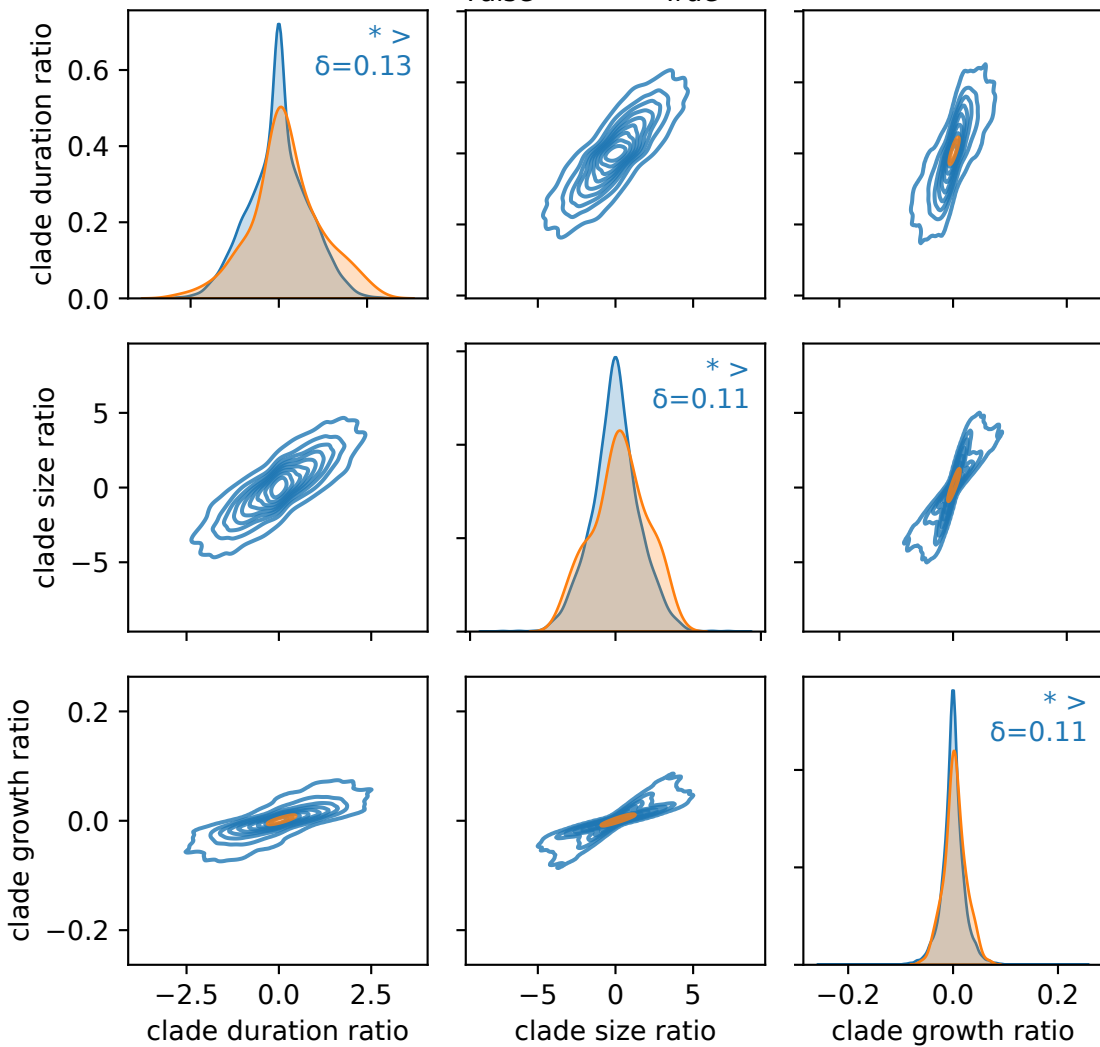 clade duration ratio
0.6
0.4
0.2
0.0
* >
δ=0.13
clade size ratio
5
0
−5
* >
δ=0.11
clade growth ratio
0.2
0.0
−0.2
* >
δ=0.11
−2.5 0.0 2.5
−5 0 5
−0.2 0.0 0.2
clade duration ratio
clade size ratio
clade growth ratio